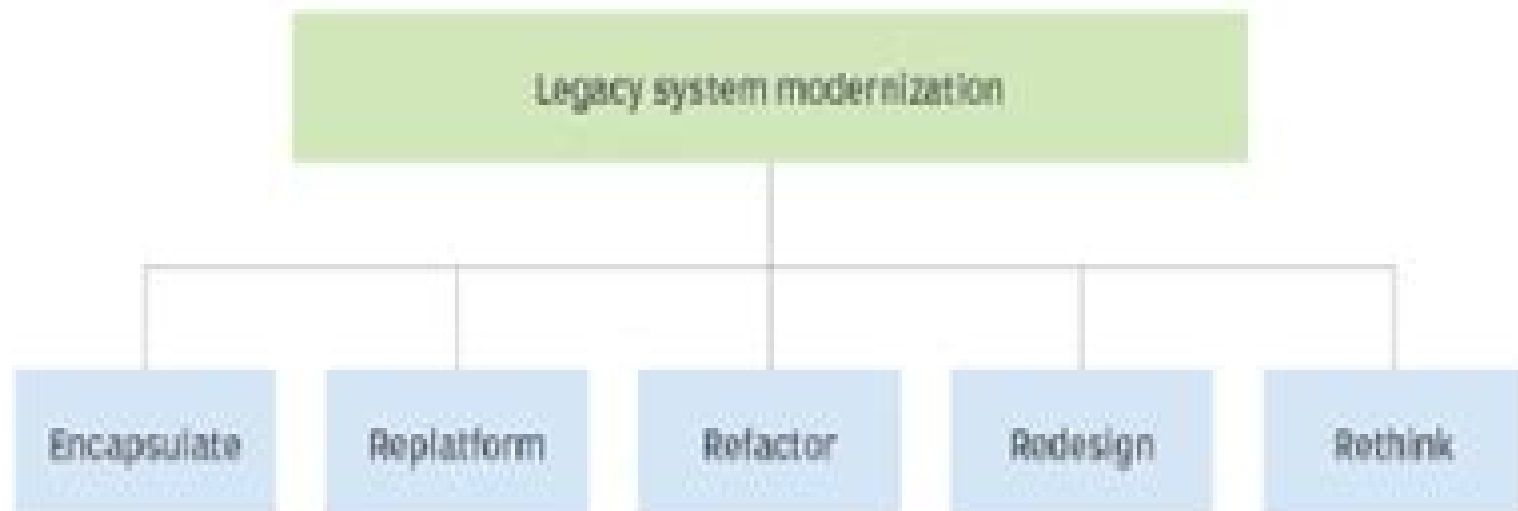 Legacy system modernization
Encapsulate
Replatform
Refactor
Redesign
Rethink